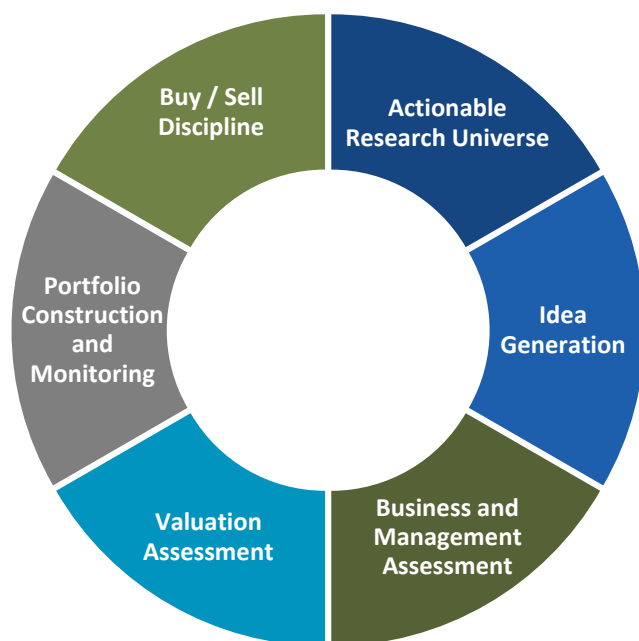 Actionable
Research Universe
Idea
Generation
Business and
Management
Assessment
Valuation
Assessment
Portfolio
Construction
and
Monitoring
Buy / Sell
Discipline